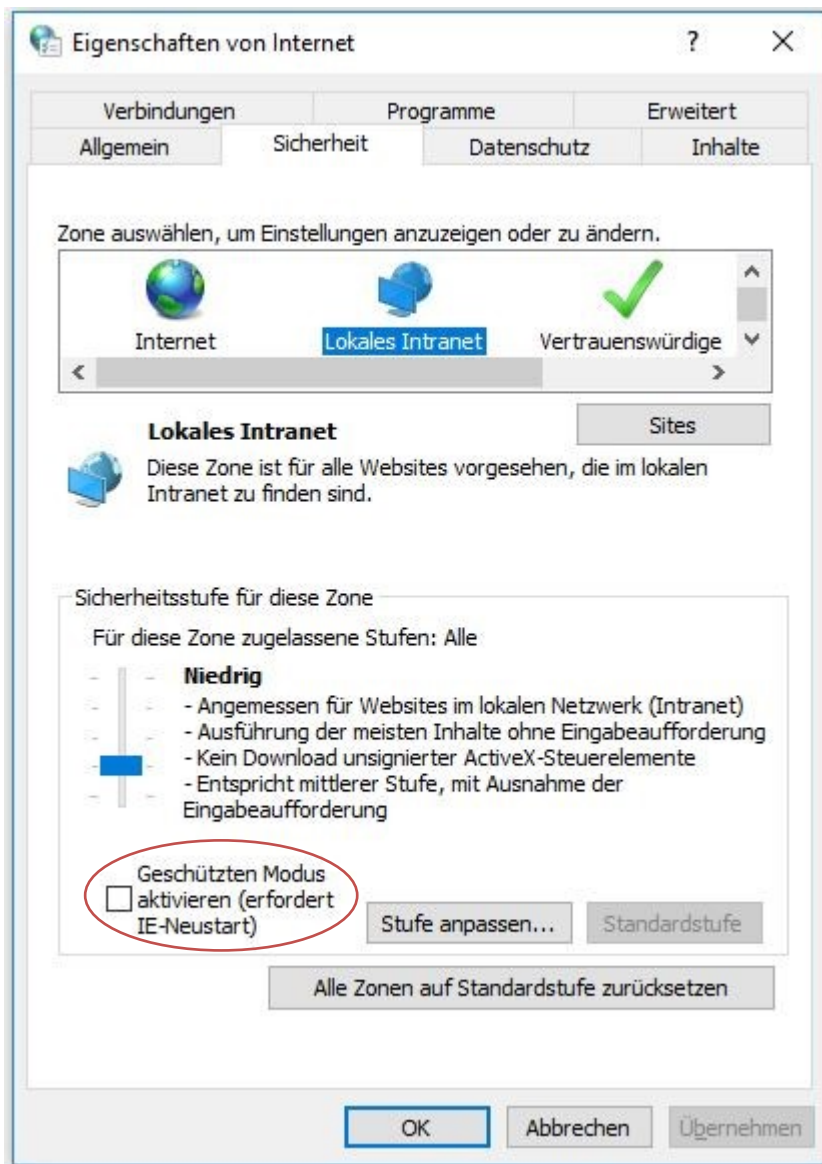 Eigenschaften von Internet
?
Verbindungen Programme Erweitert
Allgemein Sicherheit Datenschutz Inhalte
Zone auswählen, um Einstellungen anzuzeigen oder zu ändern.
Internet Lokales Intranet Vertrauenswürdige
Lokales Intranet
Sites
Diese Zone ist für alle Websites vorgesehen, die im lokalen
Intranet zu finden sind.
Sicherheitsstufe für diese Zone
Für diese Zone zugelassene Stufen: Alle
Niedrig
- Angemessen für Websites im lokalen Netzwerk (Intranet)
- Ausführung der meisten Inhalte ohne Eingabeaufforderung
- Kein Download unsignierter ActiveX-Steuerelemente
- Entspricht mittlerer Stufe, mit Ausnahme der
Eingabeaufforderung
Geschützten Modus
aktivieren (erfordert
IE-Neustart)
Stufe anpassen... Standardstufe
Alle Zonen auf Standardstufe zurücksetzen
OK Abbrechen Übernehmen